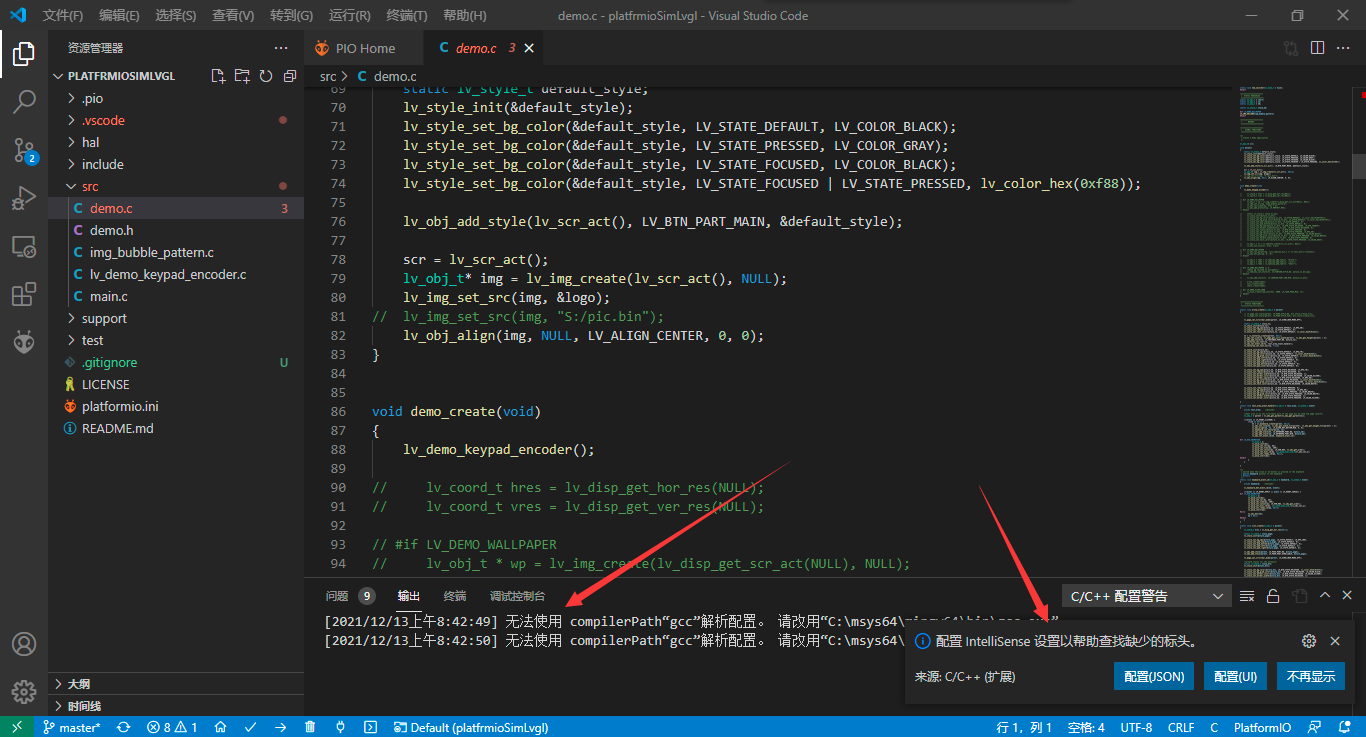 文件(F) 编辑(E) 选择(S) 查看(V) 转到(G) 运行(R) 终端(T) 帮助(H) demo.c - platfrmioSimLvgl - Visual Studio Code
资源管理器
PLATFRMIOSIMLVGL
.pio
.vscode
hal
include
src
demo.c 3
demo.h
img_bubble_pattern.c
lv_demo_keypad_encoder.c
main.c
support
test
.gitignore U
LICENSE
platformio.ini
README.md
大纲
时间线
2
PIO Home demo.c 3
src > C demo.c
69 static lv_style_t default_style;
70 lv_style_init(&default_style);
71 lv_style_set_bg_color(&default_style, LV_STATE_DEFAULT, LV_COLOR_BLACK);
72 lv_style_set_bg_color(&default_style, LV_STATE_PRESSED, LV_COLOR_GRAY);
73 lv_style_set_bg_color(&default_style, LV_STATE_FOCUSED, LV_COLOR_BLACK);
74 lv_style_set_bg_color(&default_style, LV_STATE_FOCUSED | LV_STATE_PRESSED, lv_color_hex(0xf88));
75
76 lv_obj_add_style(lv_scr_act(), LV_BTN_PART_MAIN, &default_style);
77
78 scr = lv_scr_act();
79 lv_obj_t* img = lv_img_create(lv_scr_act(), NULL);
80 lv_img_set_src(img, &logo);
81 // lv_img_set_src(img, "S:/pic.bin");
82 lv_obj_align(img, NULL, LV_ALIGN_CENTER, 0, 0);
83 }
84
85
86 void demo_create(void)
87 {
88 lv_demo_keypad_encoder();
89
90 // lv_coord_t hres = lv_disp_get_hor_res(NULL);
91 // lv_coord_t vres = lv_disp_get_ver_res(NULL);
92
93 // #if LV_DEMO_WALLPAPER
94 // lv_obj_t * wp = lv_img_create(lv_disp_get_scr_act(NULL), NULL);
问题 9 输出 终端 调试控制台 C/C++ 配置警告
[2021/12/13上午8:42:49] 无法使用 compilerPath“gcc”解析配置。 请改用“C:\msys64\
[2021/12/13上午8:42:50] 无法使用 compilerPath“gcc”解析配置。 请改用“C:\msys64\
配置 IntelliSense 设置以帮助查找缺少的标头。
来源: C/C++ (扩展) 配置(JSON) 配置(UI) 不再显示
master* 8 1 Default (platfrmioSimLvgl) 行 1，列 1 空格: 4 UTF-8 CRLF C PlatformIO